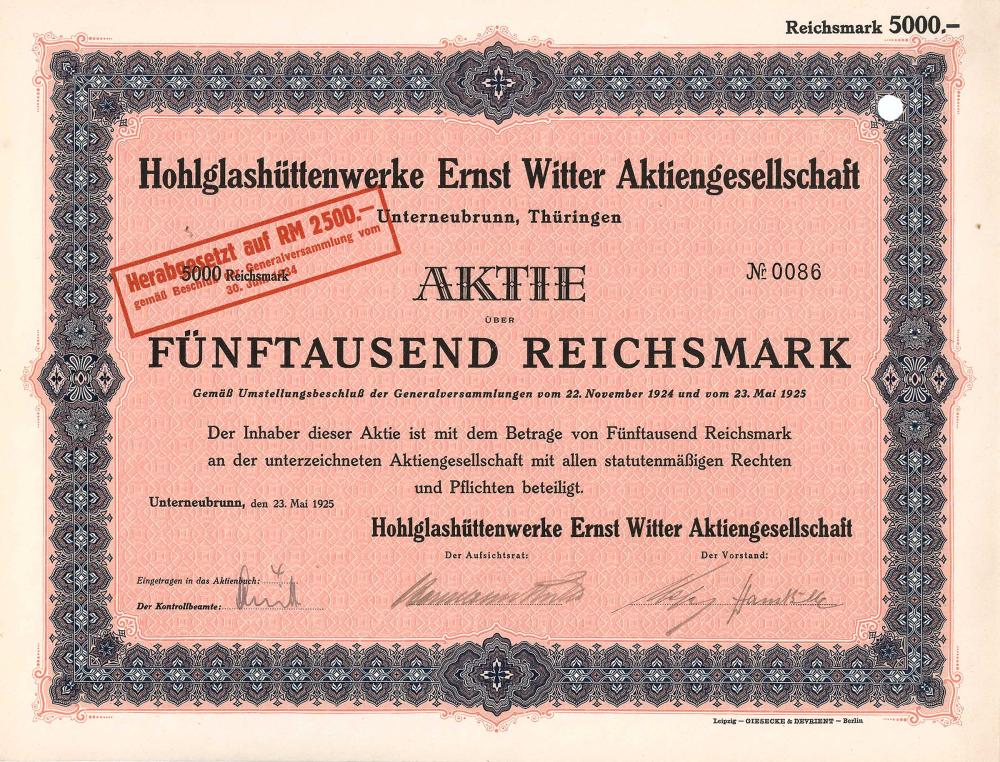 Reichsmark 5000.–
Hohlglashüttenwerke Ernst Witter Aktiengesellschaft
Unterneubrunn, Thüringen
Herabgesetzt auf RM 2500.–
gemäß Generalversammlung vom
30. 34
5000 Reichsmark
AKTIE
Nr. 0086
ÜBER
FÜNFTAUSEND REICHSMARK
Gemäß Umstellungsbeschluß der Generalversammlungen vom 22. November 1924 und vom 23. Mai 1925
Der Inhaber dieser Aktie ist mit dem Betrage von Fünftausend Reichsmark
an der unterzeichneten Aktiengesellschaft mit allen statutenmäßigen Rechten
und Pflichten beteiligt.
Unterneubrunn, den 23. Mai 1925
Hohlglashüttenwerke Ernst Witter Aktiengesellschaft
Der Aufsichtsrat:
Der Vorstand:
Eingetragen in das Aktienbuch:
Der Kontrollbeamte:
Leipzig – GIESECKE & DEVRIENT – Berlin